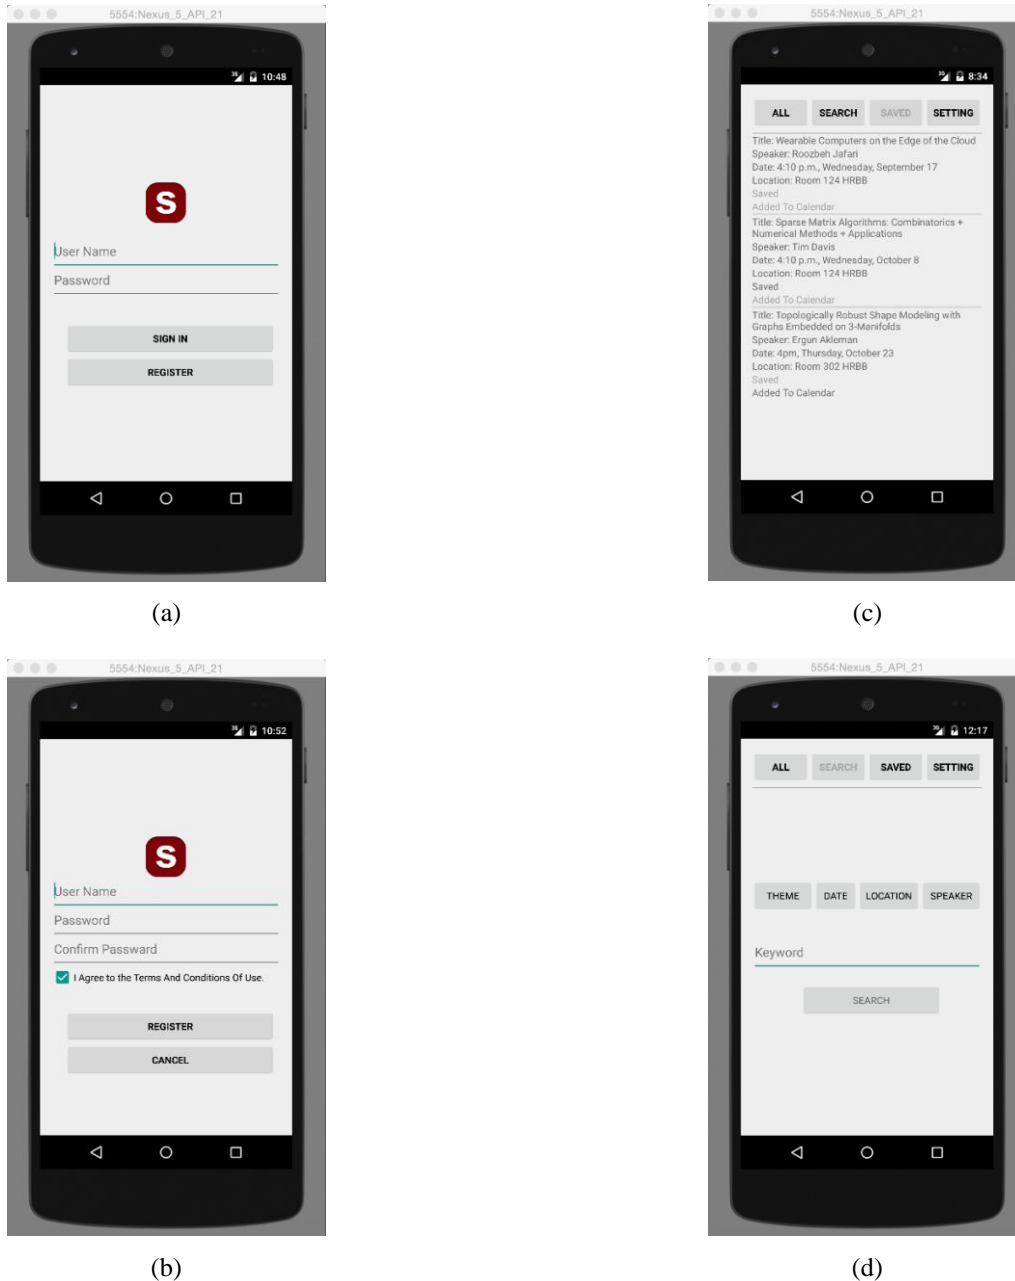 5554:Nexus_5_API_21
3G 10:48
S
User Name
Password
SIGN IN
REGISTER
(a)
5554:Nexus_5_API_21
3G 8:34
ALL SEARCH SAVED SETTING
Title: Wearable Computers on the Edge of the Cloud
Speaker: Roozbeh Jafari
Date: 4:10 p.m., Wednesday, September 17
Location: Room 124 HRBB
Saved
Added To Calendar
Title: Sparse Matrix Algorithms: Combinatorics +
Numerical Methods + Applications
Speaker: Tim Davis
Date: 4:10 p.m., Wednesday, October 8
Location: Room 124 HRBB
Saved
Added To Calendar
Title: Topologically Robust Shape Modeling with
Graphs Embedded on 3-Manifolds
Speaker: Ergun Akleman
Date: 4pm, Thursday, October 23
Location: Room 302 HRBB
Saved
Added To Calendar
(c)
5554:Nexus_5_API_21
3G 10:52
S
User Name
Password
Confirm Passward
I Agree to the Terms And Conditions Of Use.
REGISTER
CANCEL
(b)
5554:Nexus_5_API_21
3G 12:17
ALL SEARCH SAVED SETTING
THEME DATE LOCATION SPEAKER
Keyword
SEARCH
(d)